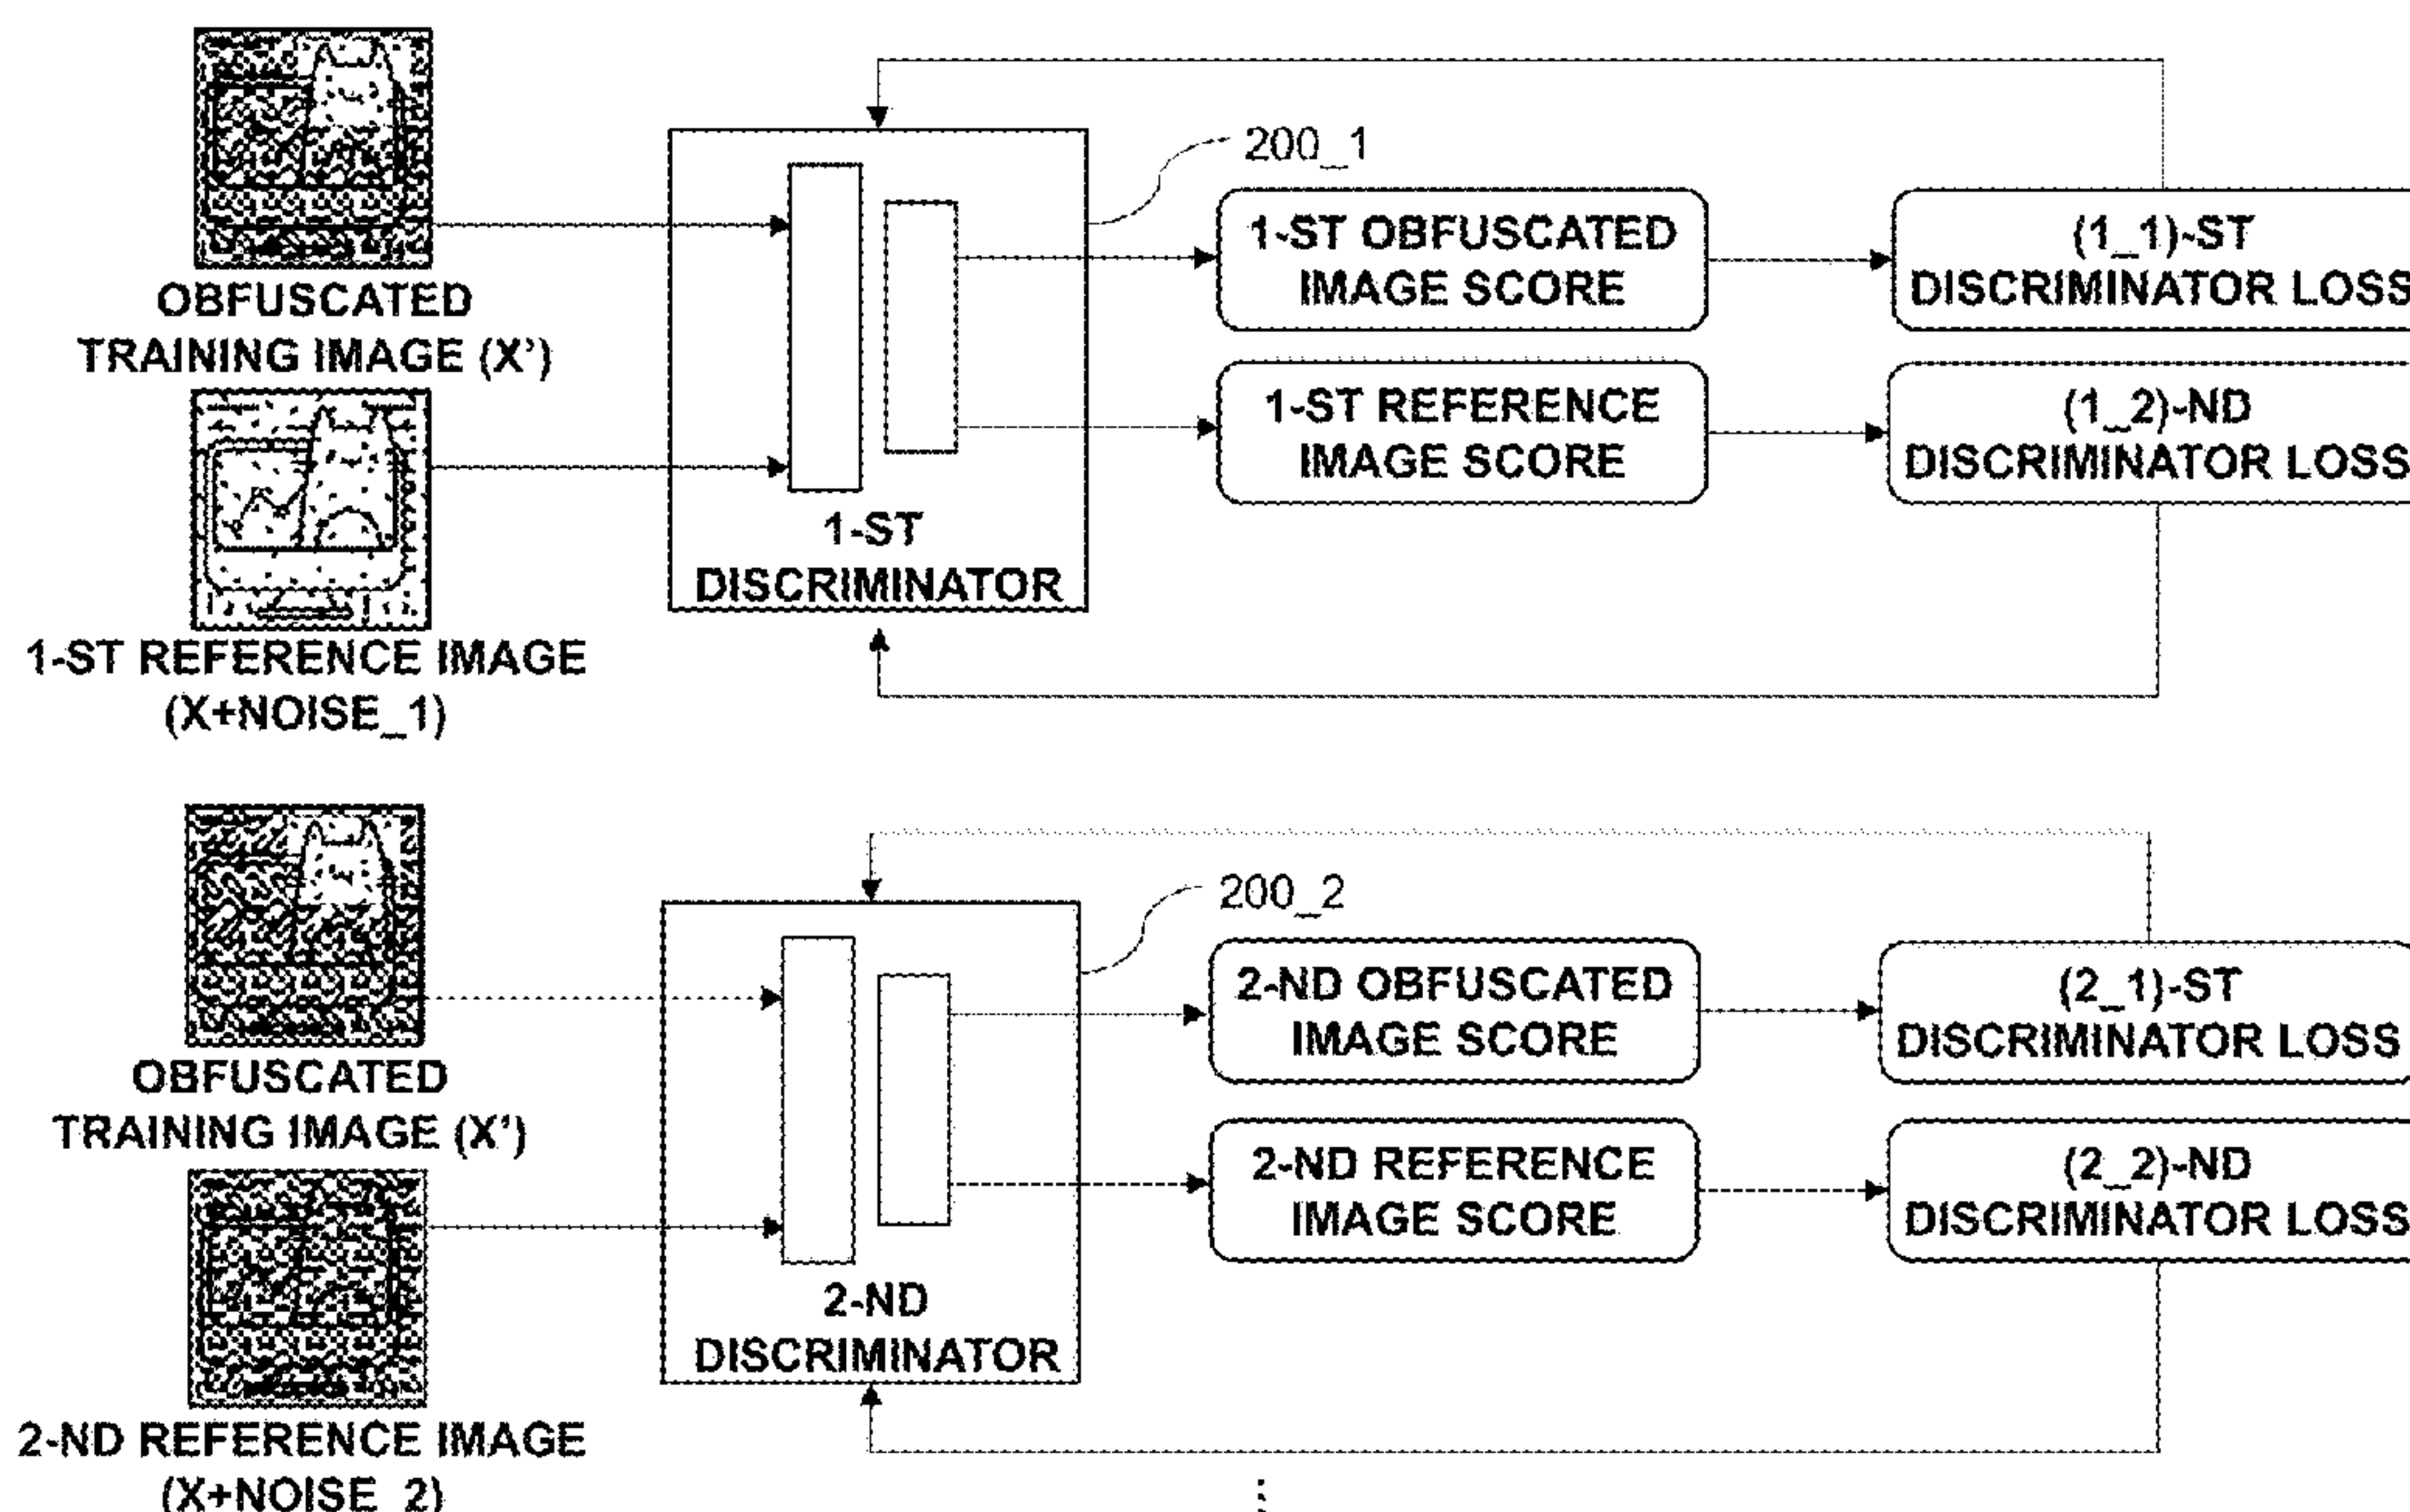 200_1
1-ST OBFUSCATED
IMAGE SCORE
(1_1)-ST
DISCRIMINATOR LOSS
OBFUSCATED
TRAINING IMAGE (X')
1-ST REFERENCE
IMAGE SCORE
(1_2)-ND
DISCRIMINATOR LOSS
1-ST
DISCRIMINATOR
1-ST REFERENCE IMAGE
(X+NOISE_1)
200_2
2-ND OBFUSCATED
IMAGE SCORE
(2_1)-ST
DISCRIMINATOR LOSS
OBFUSCATED
TRAINING IMAGE (X')
2-ND REFERENCE
IMAGE SCORE
(2_2)-ND
DISCRIMINATOR LOSS
2-ND
DISCRIMINATOR
2-ND REFERENCE IMAGE
(X+NOISE_2)